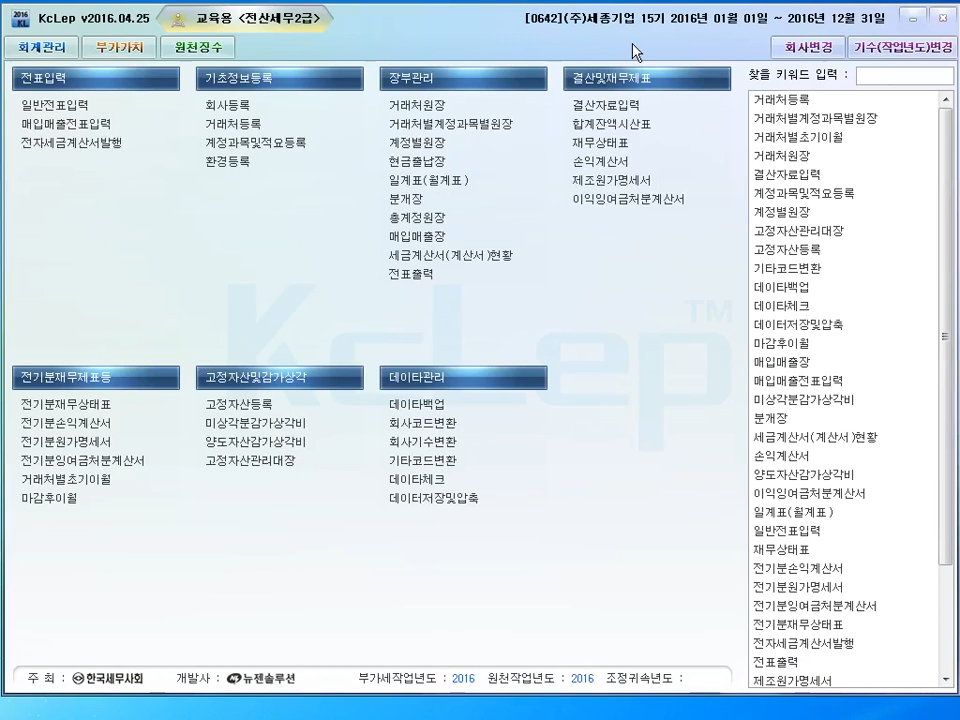 2016 KL KcLep v2016.04.25 교육용 <전산세무2급> [0642](주)세종기업 15기 2016년 01월 01일 ~ 2016년 12월 31일
회계관리 부가가치 원천징수 회사변경 기수(작업년도)변경
전표입력
일반전표입력
매입매출전표입력
전자세금계산서발행
기초정보등록
회사등록
거래처등록
계정과목및적요등록
환경등록
장부관리
거래처원장
거래처별계정과목별원장
계정별원장
현금출납장
일계표(월계표)
분개장
총계정원장
매입매출장
세금계산서(계산서)현황
전표출력
결산및재무제표
결산자료입력
합계잔액시산표
재무상태표
손익계산서
제조원가명세서
이익잉여금처분계산서
전기분재무제표등
전기분재무상태표
전기분손익계산서
전기분원가명세서
전기분잉여금처분계산서
거래처별초기이월
마감후이월
고정자산및감가상각
고정자산등록
미상각분감가상각비
양도자산감가상각비
고정자산관리대장
데이타관리
데이타백업
회사코드변환
회사기수변환
기타코드변환
데이타체크
데이터저장및압축
찾을 키워드 입력 :
거래처등록
거래처별계정과목별원장
거래처별초기이월
거래처원장
결산자료입력
계정과목및적요등록
계정별원장
고정자산관리대장
고정자산등록
기타코드변환
데이타백업
데이타체크
데이터저장및압축
마감후이월
매입매출장
매입매출전표입력
미상각분감가상각비
분개장
세금계산서(계산서)현황
손익계산서
양도자산감가상각비
이익잉여금처분계산서
일계표(월계표)
일반전표입력
재무상태표
전기분손익계산서
전기분원가명세서
전기분잉여금처분계산서
전기분재무상태표
전자세금계산서발행
전표출력
제조원가명세서
KcLep TM
주 최 : 한국세무사회 개발사 : 뉴젠솔루션 부가세작업년도 : 2016 원천작업년도 : 2016 조정귀속년도 :